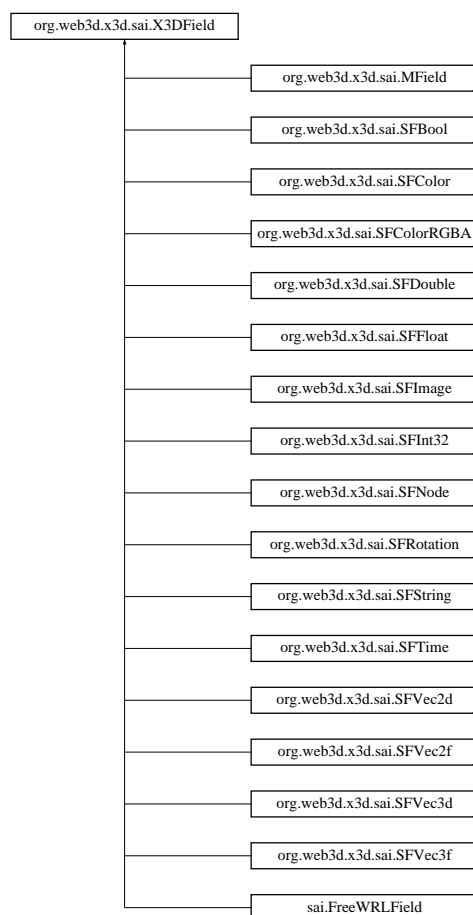 org.web3d.x3d.sai.X3DField
org.web3d.x3d.sai.MField
org.web3d.x3d.sai.SFBool
org.web3d.x3d.sai.SFColor
org.web3d.x3d.sai.SFColorRGBA
org.web3d.x3d.sai.SFDouble
org.web3d.x3d.sai.SFFloat
org.web3d.x3d.sai.SFImage
org.web3d.x3d.sai.SFInt32
org.web3d.x3d.sai.SFNode
org.web3d.x3d.sai.SFRotation
org.web3d.x3d.sai.SFString
org.web3d.x3d.sai.SFTime
org.web3d.x3d.sai.SFVec2d
org.web3d.x3d.sai.SFVec2f
org.web3d.x3d.sai.SFVec3d
org.web3d.x3d.sai.SFVec3f
sai.FreeWRLField